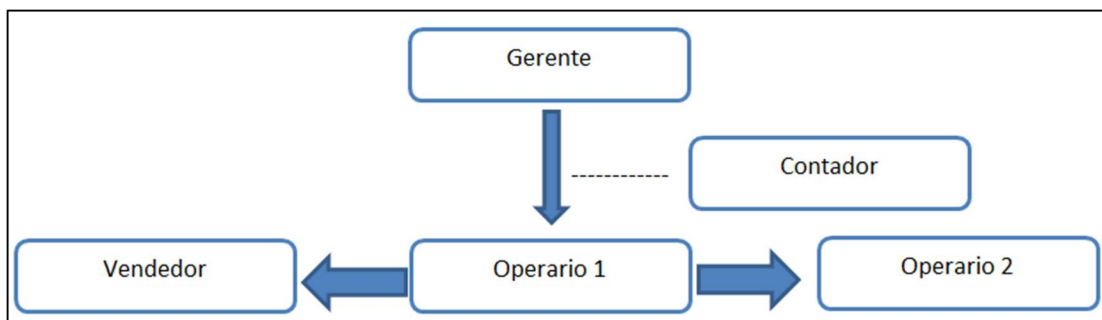 Gerente
Contador
Vendedor
Operario 1
Operario 2